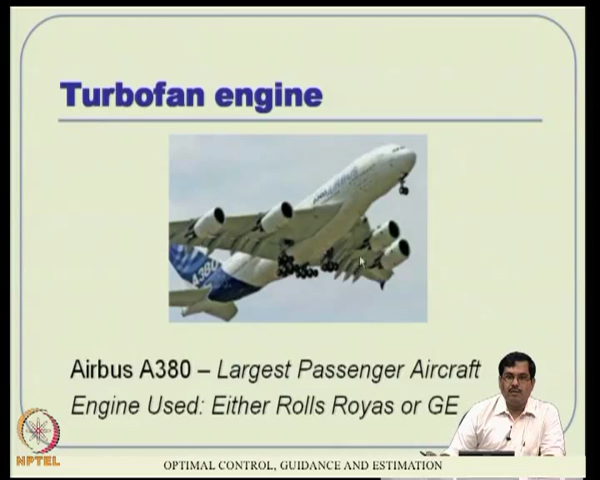 Turbofan engine
A380
Airbus A380 – Largest Passenger Aircraft
Engine Used: Either Rolls Royas or GE
NPTEL
OPTIMAL CONTROL, GUIDANCE AND ESTIMATION